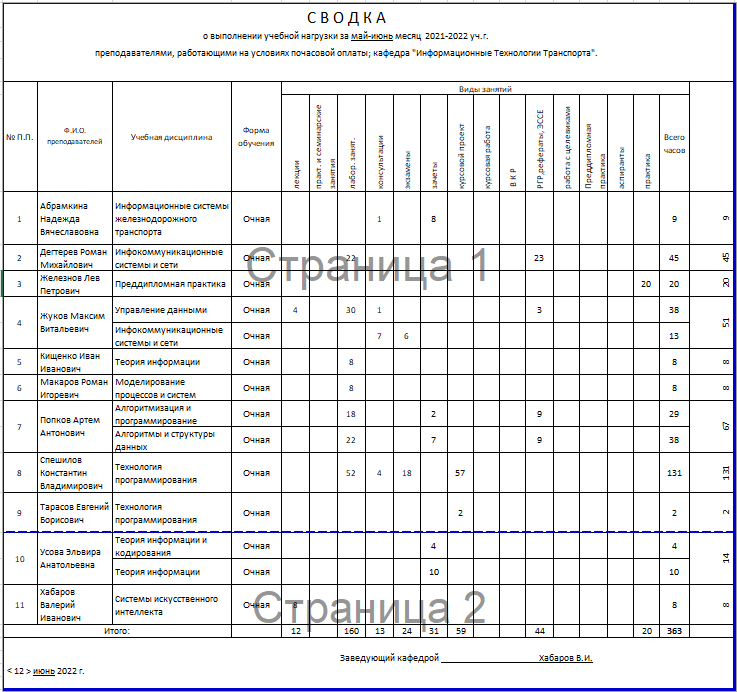 С В О Д К А
о выполнении учебной нагрузки за май-июнь месяц 2021-2022 уч.г.
преподавателями, работающими на условиях почасовой оплаты; кафедра "Информационные Технологии Транспорта".
№ П.П. Ф.И.О. преподавателей Учебная дисциплина Форма обучения Виды занятий
лекции практ. и семинарские занятия лабор. занят. консультации экзамены зачеты курсовой проект курсовая работа В К Р РГР,рефераты, ЭССЕ работа с целевиками Преддипломная практика аспиранты практика Всего часов
1 Абрамкина Надежда Вячеславовна Информационные системы железнодорожного транспорта Очная 1 8 9 9
2 Дегтерев Роман Михайлович Инфокоммуникационные системы и сети Очная 22 23 45 45
Страница 1
3 Железнов Лев Петрович Преддипломная практика Очная 20 20 20
4 Жуков Максим Витальевич Управление данными Очная 4 30 1 3 38 51
Инфокоммуникационные системы и сети Очная 7 6 13
5 Кищенко Иван Иванович Теория информации Очная 8 8 8
6 Макаров Роман Игоревич Моделирование процессов и систем Очная 8 8 8
7 Попков Артем Антонович Алгоритмизация и программирование Очная 18 2 9 29 67
Алгоритмы и структуры данных Очная 22 7 9 38
8 Спешилов Константин Владимирович Технология программирования Очная 52 4 18 57 131 131
9 Тарасов Евгений Борисович Технология программирования Очная 2 2 2
10 Усова Эльвира Анатольевна Теория информации и кодирования Очная 4 4 14
Теория информации Очная 10 10
11 Хабаров Валерий Иванович Системы искусственного интеллекта Очная 8 8 8
Страница 2
Итого: 12 160 13 24 31 59 44 20 363
Заведующий кафедрой Хабаров В.И.
< 12 > июнь 2022 г.